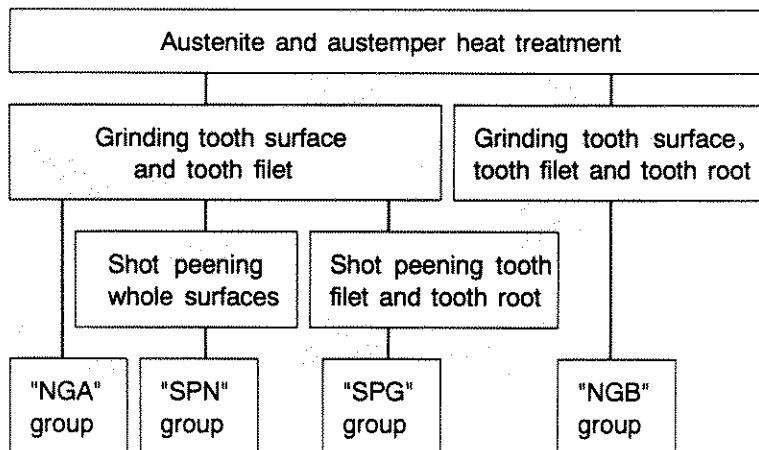 Austenite and austemper heat treatment
Grinding tooth surface
and tooth filet
Grinding tooth surface,
tooth filet and tooth root
Shot peening
whole surfaces
Shot peening tooth
filet and tooth root
"NGA"
group
"SPN"
group
"SPG"
group
"NGB"
group